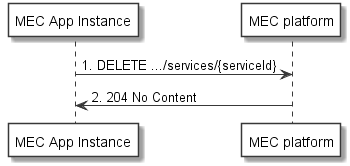 MEC App Instance
MEC platform
1. DELETE .../services/{serviceId}
2. 204 No Content
MEC App Instance
MEC platform